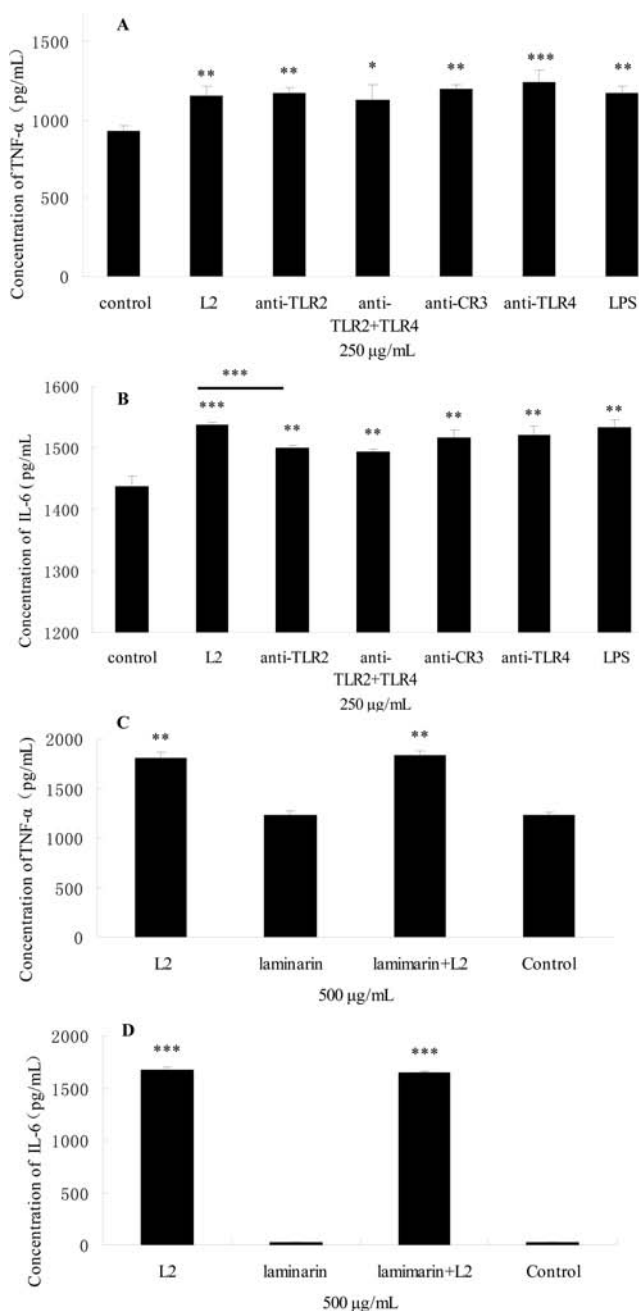 A
Concentration of TNF-α (pg/mL)
1500
1000
500
0
** ** * ** *** **
control L2 anti-TLR2 anti- anti-CR3 anti-TLR4 LPS
TLR2+TLR4
250 μg/mL
B
Concentration of IL-6 (pg/mL
1600
1500
1400
1300
1200
***
*** ** ** ** ** **
control L2 anti-TLR2 anti- anti-CR3 anti-TLR4 LPS
TLR2+TLR4
250 μg/mL
C
Concentration ofTNF-α (pg/mL)
2000
1500
1000
500
0
** **
L2 laminarin lamimarin+L2 Control
500 μg/mL
D
Concentration of IL-6 (pg/mL)
2000
1500
1000
500
0
*** ***
L2 laminarin lamimarin+L2 Control
500 μg/mL